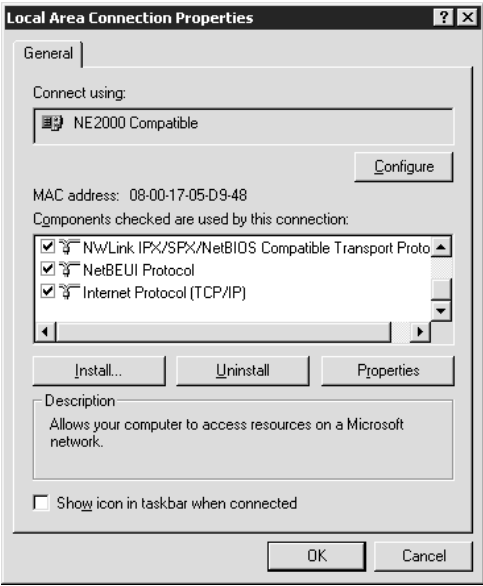 Local Area Connection Properties
General
Connect using:
NE2000 Compatible
Configure
MAC address: 08-00-17-05-D9-48
Components checked are used by this connection:
NWLink IPX/SPX/NetBIOS Compatible Transport Proto
NetBEUI Protocol
Internet Protocol (TCP/IP)
Install... Uninstall Properties
Description
Allows your computer to access resources on a Microsoft
network.
Show icon in taskbar when connected
OK Cancel